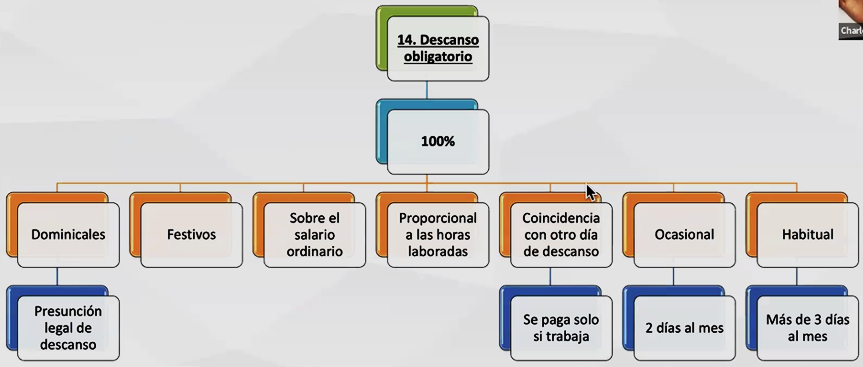 14. Descanso
obligatorio
100%
Dominicales
Festivos
Sobre el
salario
ordinario
Proporcional
a las horas
laboradas
Coincidencia
con otro día
de descanso
Ocasional
Habitual
Presunción
legal de
descanso
Se paga solo
si trabaja
2 días al mes
Más de 3 días
al mes